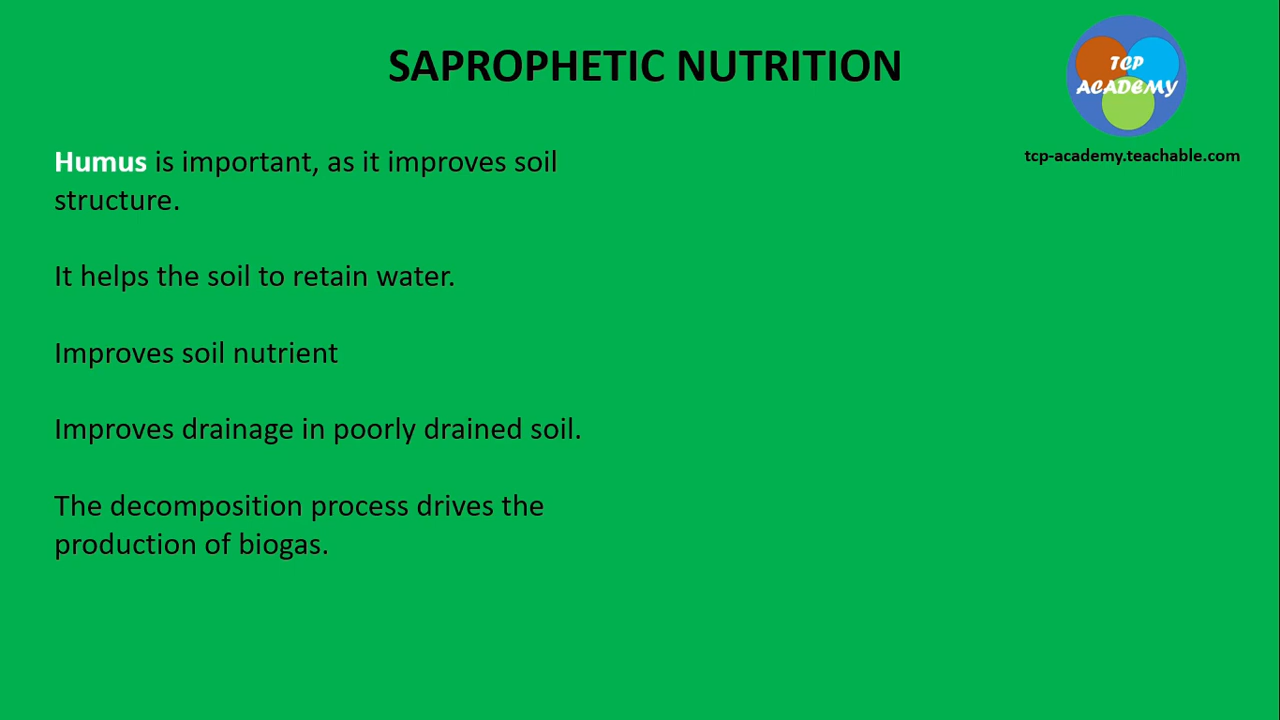 SAPROPHETIC NUTRITION
TCP
ACADEMY
tcp-academy.teachable.com
Humus is important, as it improves soil
structure.
It helps the soil to retain water.
Improves soil nutrient
Improves drainage in poorly drained soil.
The decomposition process drives the
production of biogas.